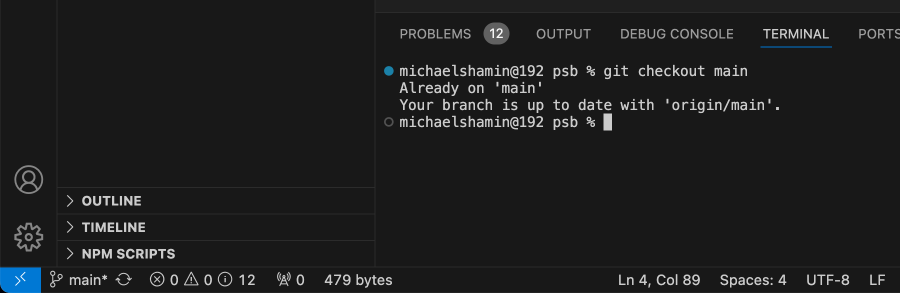 PROBLEMS 12 OUTPUT DEBUG CONSOLE TERMINAL PORTS
michaelshamin@192 psb % git checkout main
Already on 'main'
Your branch is up to date with 'origin/main'.
michaelshamin@192 psb %
OUTLINE
TIMELINE
NPM SCRIPTS
main* 0 0 12 0 479 bytes Ln 4, Col 89 Spaces: 4 UTF-8 LF